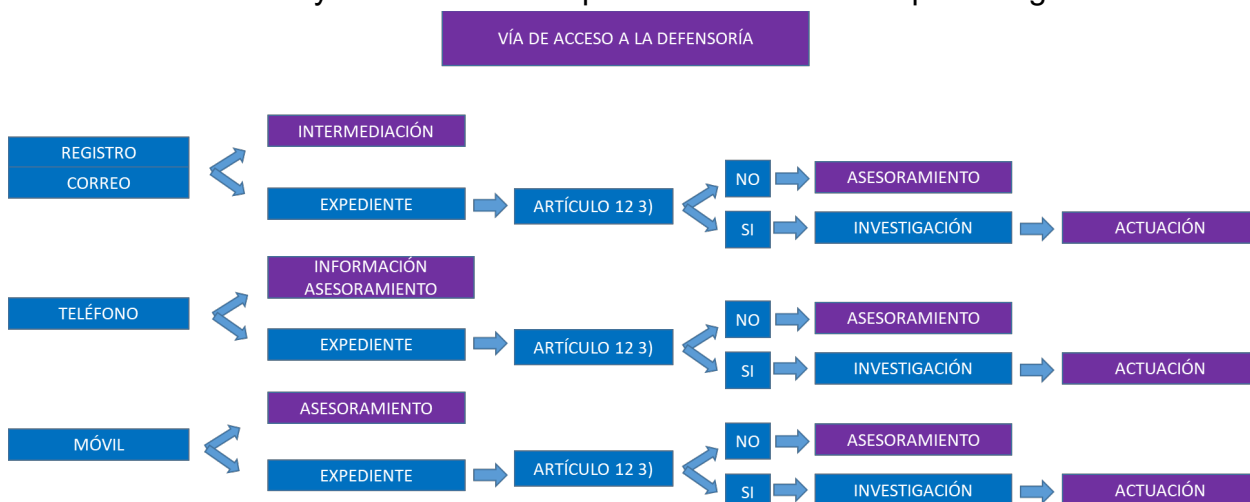 VÍA DE ACCESO A LA DEFENSORÍA
INTERMEDIACIÓN
REGISTRO
CORREO
EXPEDIENTE
ARTÍCULO 12 3)
NO
ASESORAMIENTO
SI
INVESTIGACIÓN
ACTUACIÓN
INFORMACIÓN
ASESORAMIENTO
TELÉFONO
EXPEDIENTE
ARTÍCULO 12 3)
NO
ASESORAMIENTO
SI
INVESTIGACIÓN
ACTUACIÓN
ASESORAMIENTO
MÓVIL
EXPEDIENTE
ARTÍCULO 12 3)
NO
ASESORAMIENTO
SI
INVESTIGACIÓN
ACTUACIÓN